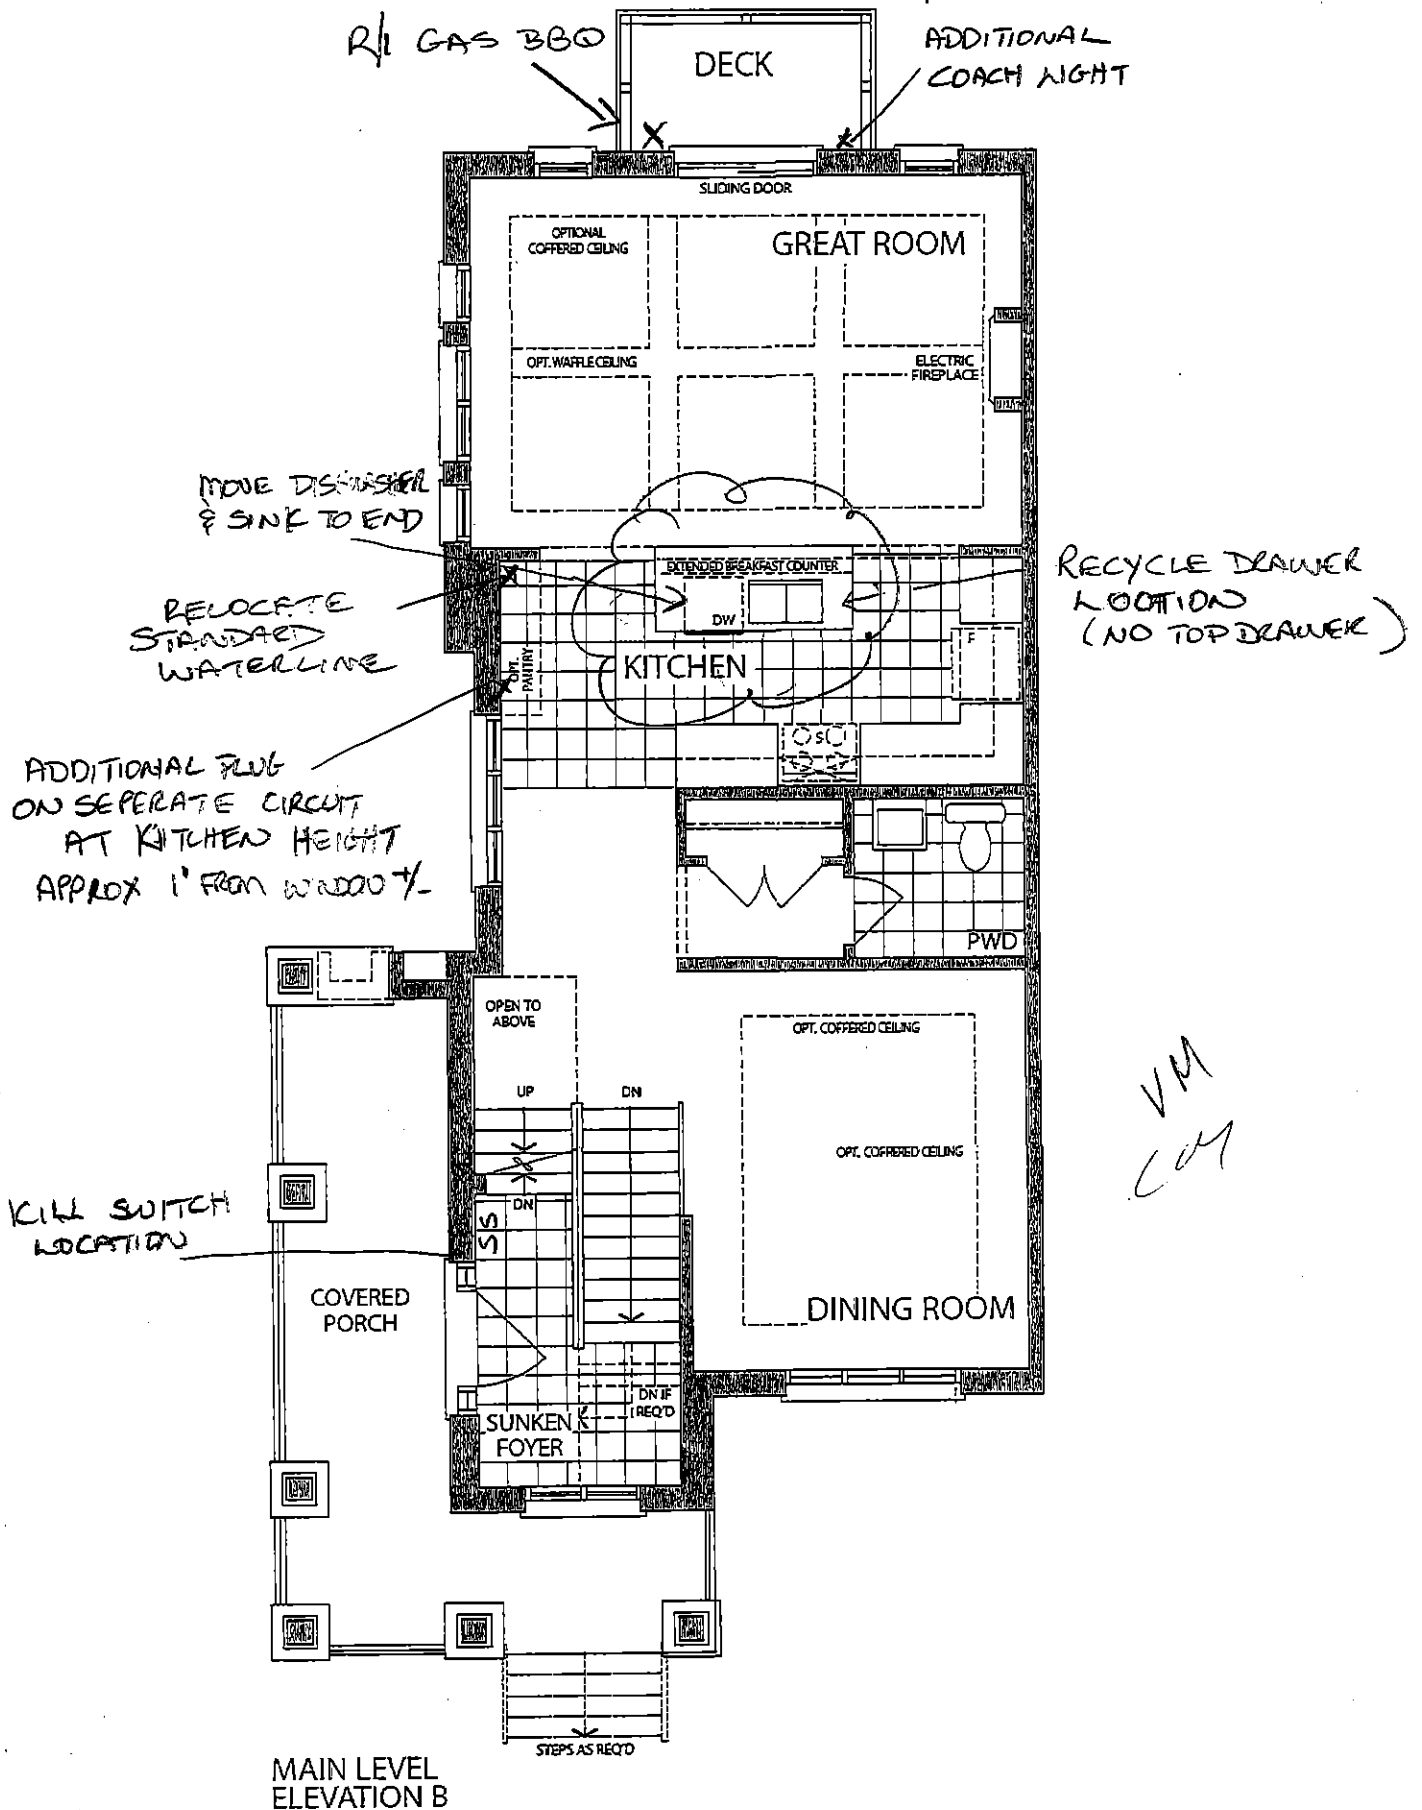 R/I GAS BBQ
DECK
ADDITIONAL
COACH LIGHT
X
X
SLIDING DOOR
OPTIONAL
COFFERED CEILING
GREAT ROOM
OPT. WAFFLE CEILING
ELECTRIC
FIREPLACE
MOVE DISHWASHER
& SINK TO END
EXTENDED BREAKFAST COUNTER
DW
RECYCLE DRAWER
LOCATION
(NO TOP DRAWER)
RELOCATE
STANDARD
WATERLINE
X
OPT.
PANTRY
X
KITCHEN
F
S
ADDITIONAL PLUG
ON SEPERATE CIRCUIT
AT KITCHEN HEIGHT
APPROX 1' FROM WINDOW +/-
PWD
OPEN TO
ABOVE
OPT. COFFERED CEILING
UP
DN
OPT. COFFERED CEILING
VM
DN
SS
KILL SWITCH
LOCATION
COVERED
PORCH
DINING ROOM
DN IF
REQ'D
SUNKEN
FOYER
STEPS AS REQ'D
MAIN LEVEL
ELEVATION B